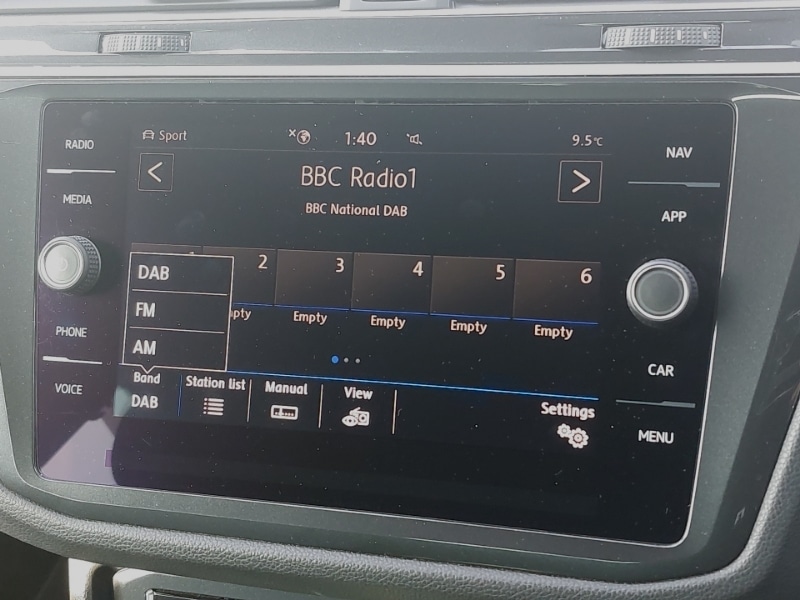 RADIO
MEDIA
PHONE
VOICE
Sport 1:40 9.5°C
< BBC Radio1 >
BBC National DAB
1 2 3 4 5 6
Empty Empty Empty Empty
DAB
FM
AM
Band Station list Manual View Settings
DAB
NAV
APP
CAR
MENU